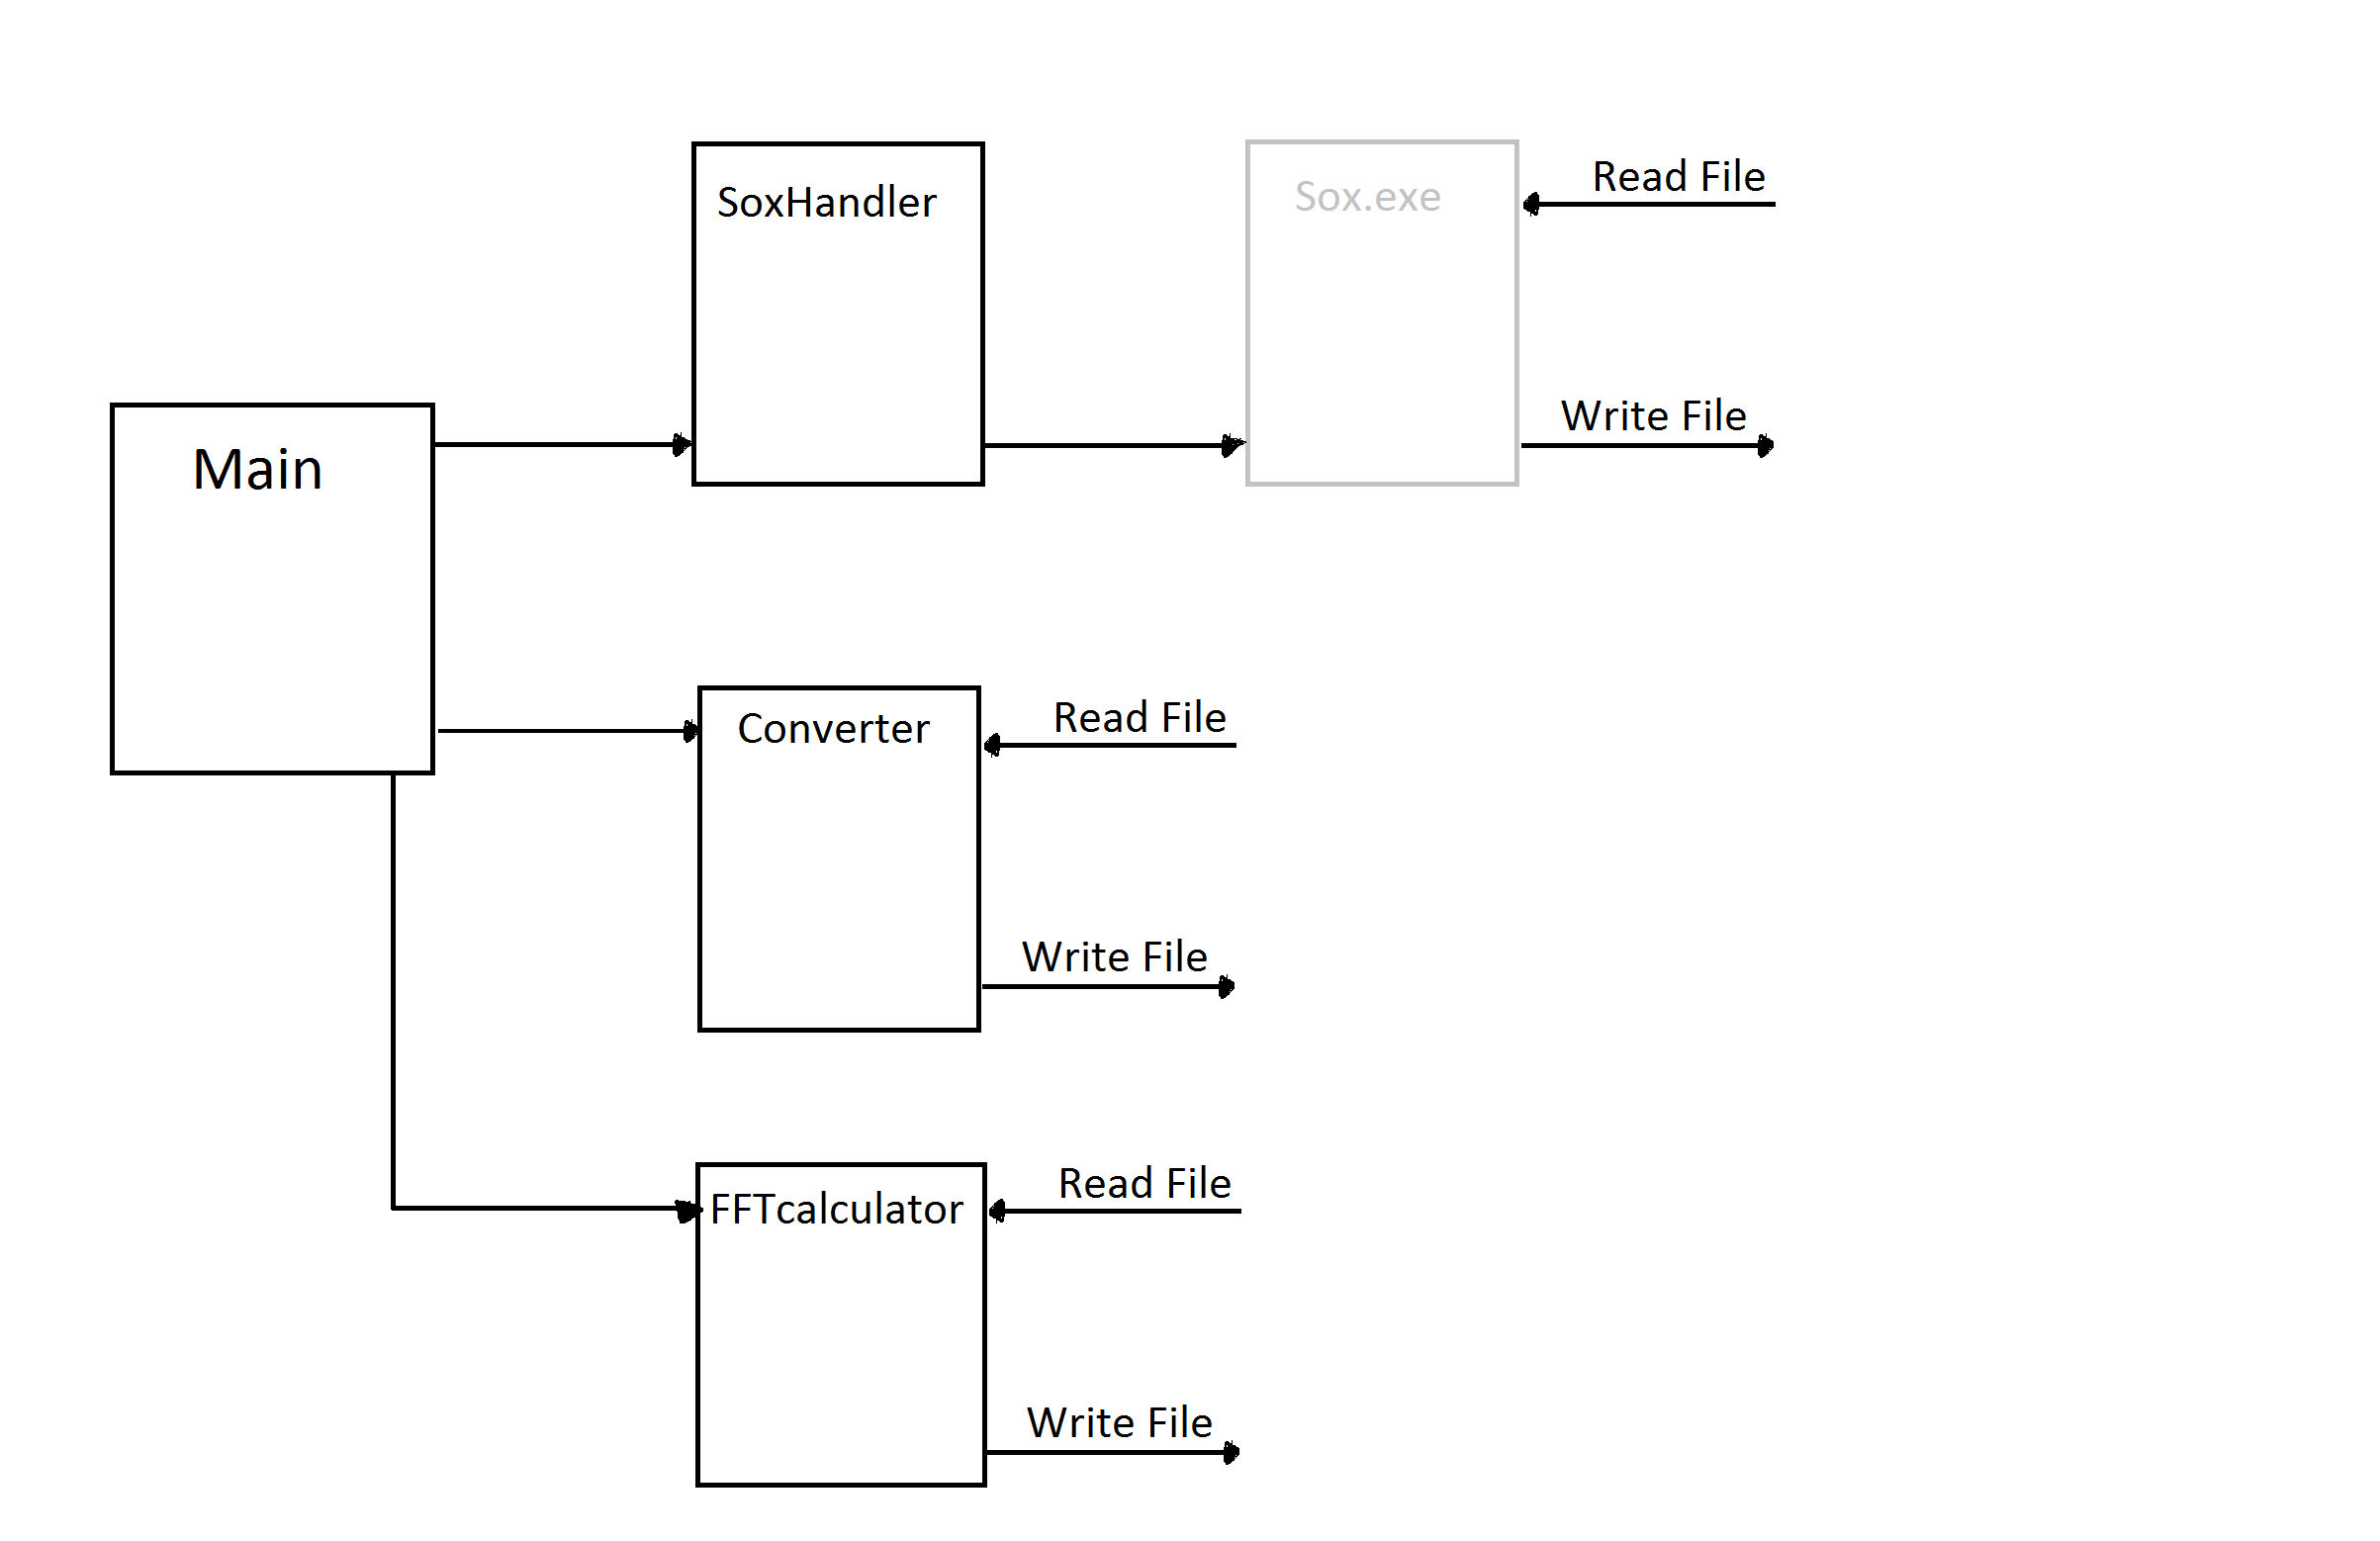 SoxHandler
Sox.exe
Read File
Write File
Main
Converter
Read File
Write File
FFTcalculator
Read File
Write File